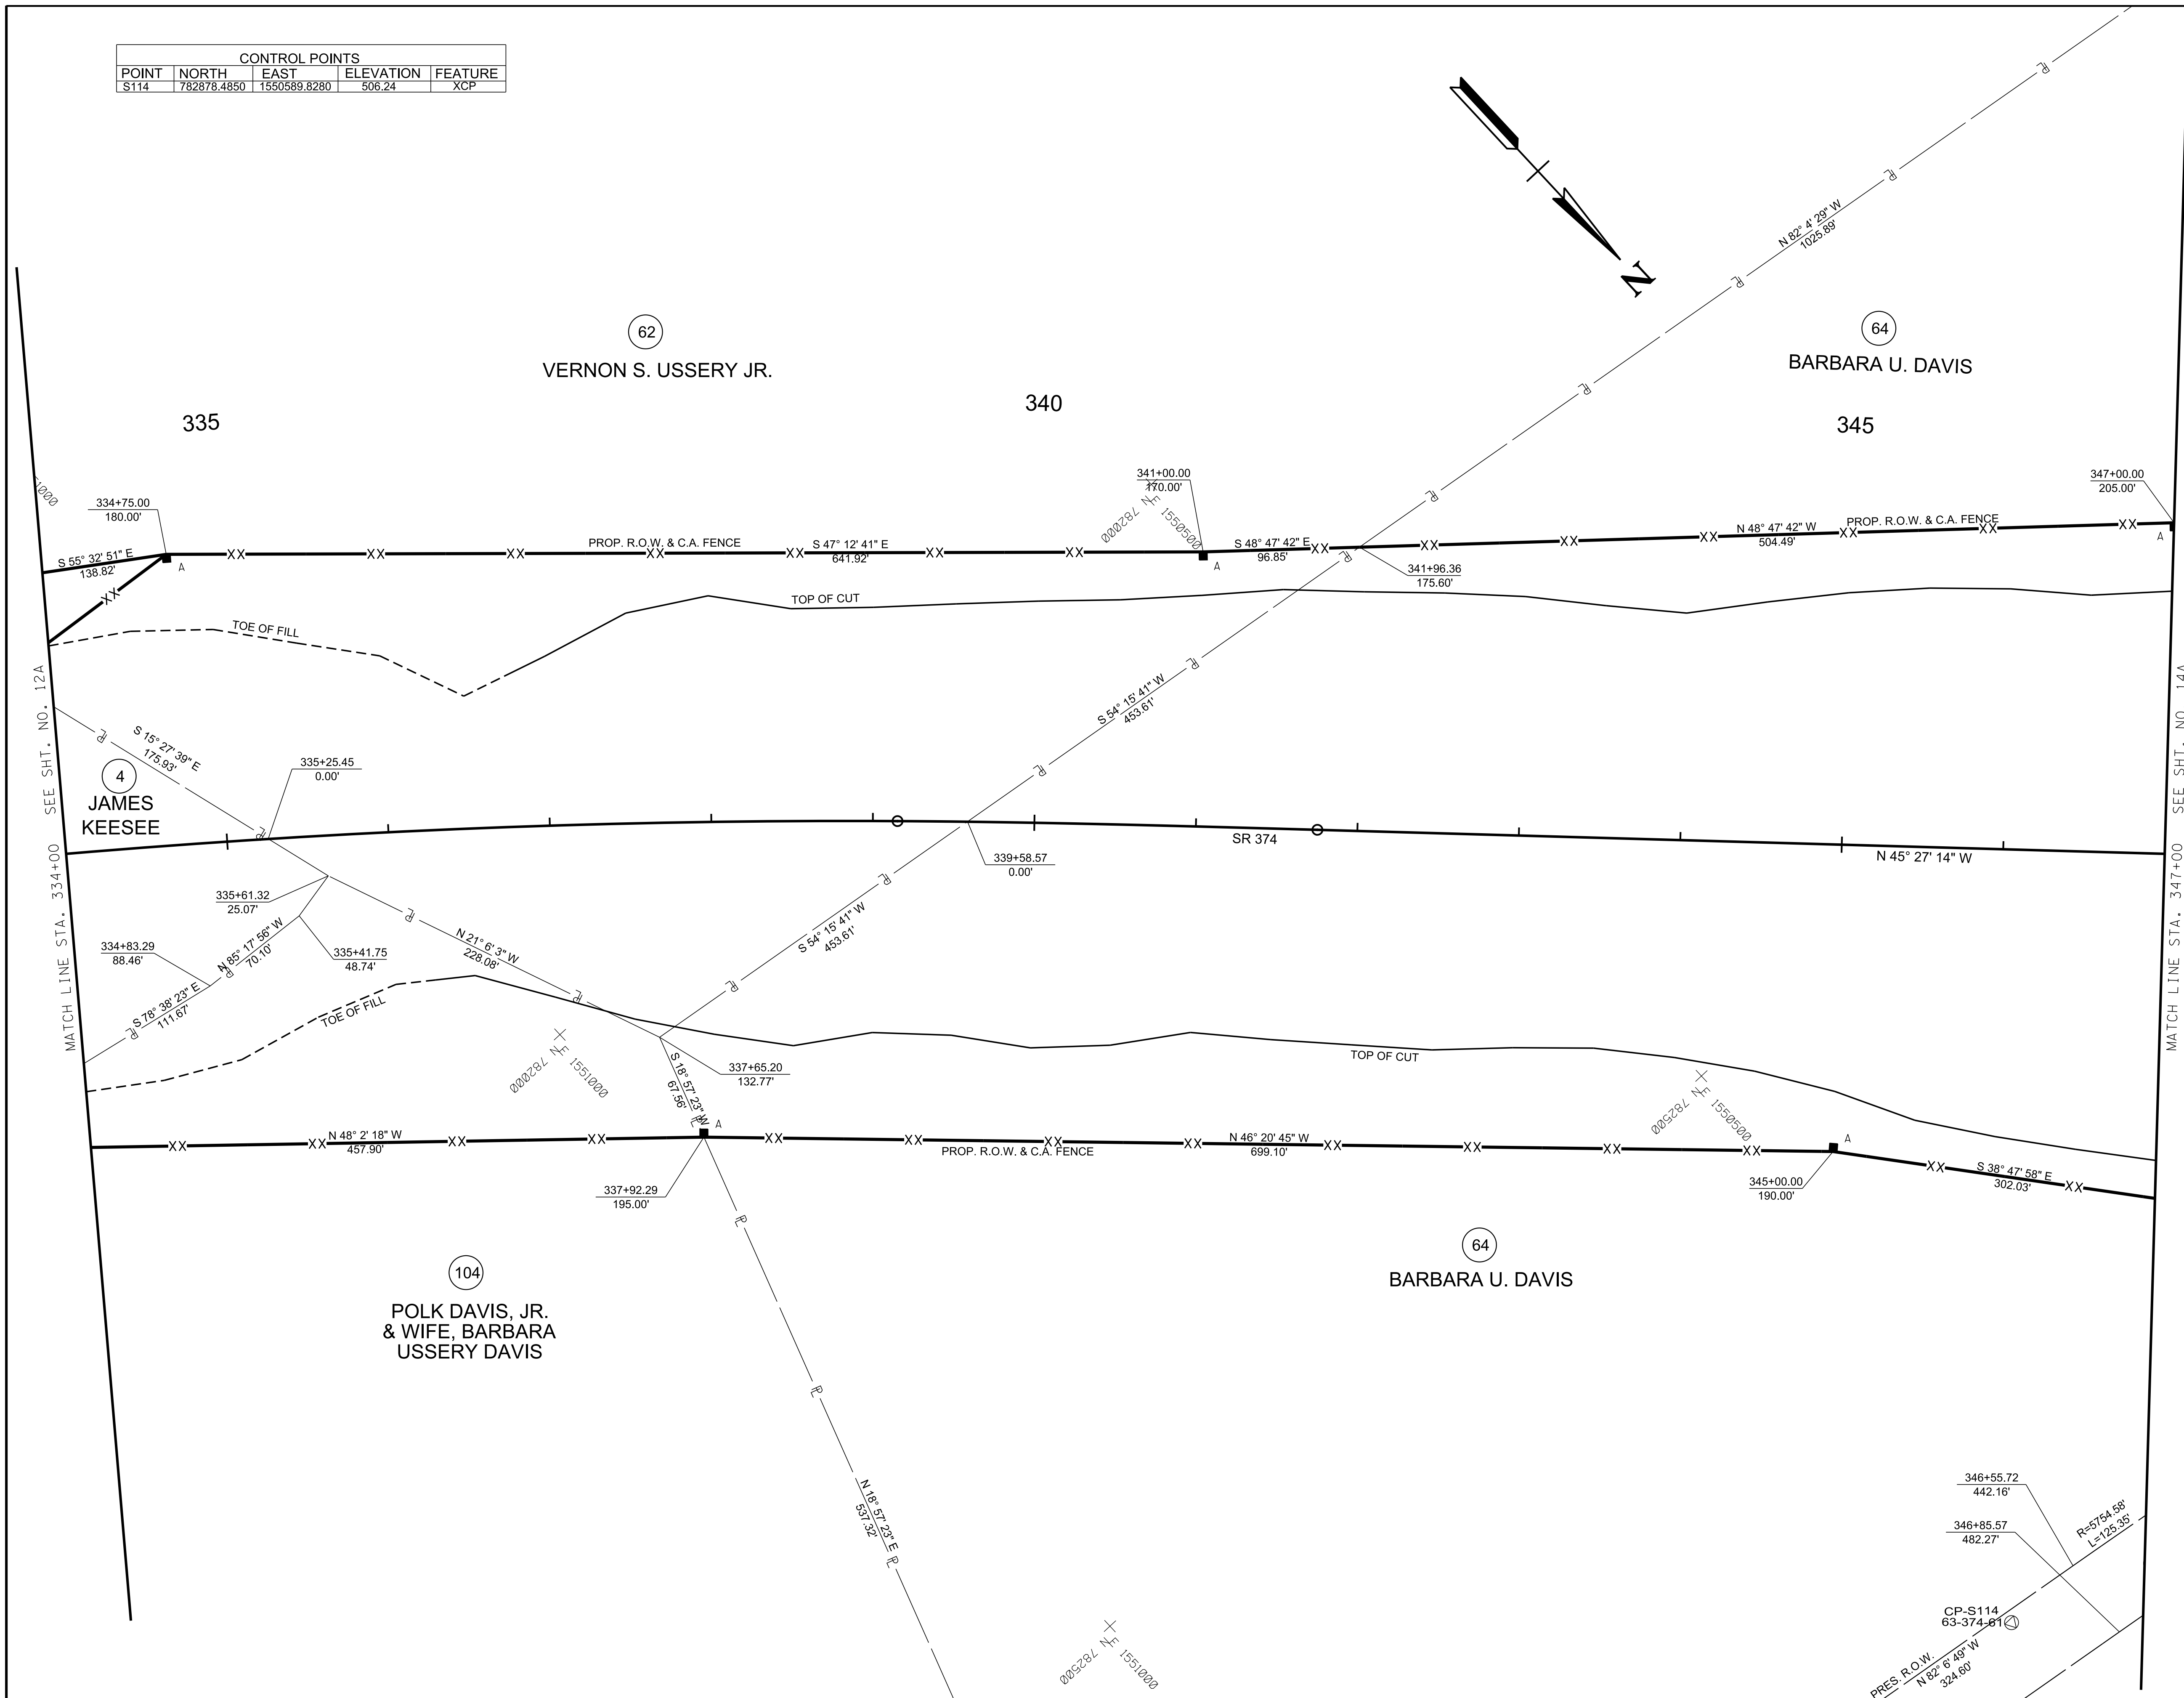 CONTROL POINTS
POINT NORTH EAST ELEVATION FEATURE
S114 782878.4850 1550589.8280 506.24 XCP
N
N 82° 4' 29" W
1025.89'
62
VERNON S. USSERY JR.
64
BARBARA U. DAVIS
335
340
345
334+75.00
180.00'
341+00.00
170.00'
347+00.00
205.00'
N 782000
E 1550500
S 55° 32' 51" E
138.82'
A
PROP. R.O.W. & C.A. FENCE
S 47° 12' 41" E
641.92'
A
S 48° 47' 42" E
96.85'
341+96.36
175.60'
N 48° 47' 42" W
504.49'
PROP. R.O.W. & C.A. FENCE
A
TOE OF FILL
TOP OF CUT
S 54° 15' 41" W
453.61'
S 15° 27' 39" E
175.93'
4
JAMES
KEESEE
335+25.45
0.00'
SR 374
339+58.57
0.00'
N 45° 27' 14" W
MATCH LINE STA. 334+00 SEE SHT. NO. 12A
MATCH LINE STA. 347+00 SEE SHT. NO. 14A
335+61.32
25.07'
335+41.75
48.74'
334+83.29
88.46'
N 85° 17' 56" W
70.10'
S 78° 38' 23" E
111.67'
N 21° 6' 3" W
228.08'
S 54° 15' 41" W
453.61'
TOE OF FILL
N 782000
E 1551000
S 18° 57' 23" W
67.56'
337+65.20
132.77'
TOP OF CUT
N 782500
E 1550500
N 48° 2' 18" W
457.90'
A
PROP. R.O.W. & C.A. FENCE
N 46° 20' 45" W
699.10'
A
S 38° 47' 58" E
302.03'
337+92.29
195.00'
345+00.00
190.00'
104
POLK DAVIS, JR.
& WIFE, BARBARA
USSERY DAVIS
64
BARBARA U. DAVIS
N 18° 57' 23" E
537.32'
346+55.72
442.16'
346+85.57
482.27'
R=5754.58'
L=125.35'
CP-S114
63-374-61
N 782500
E 1551000
PRES. R.O.W.
N 82° 6' 49" W
324.60'